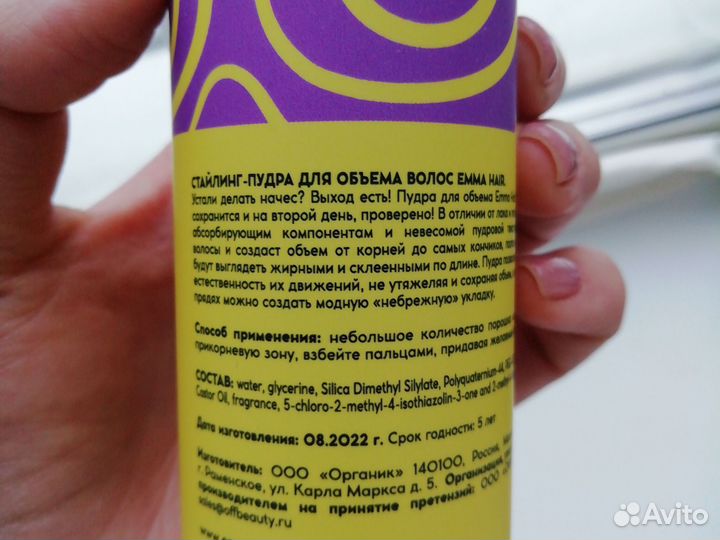 СТАЙЛИНГ-ПУДРА ДЛЯ ОБЪЕМА ВОЛОС EMMA HAIR.
Устали делать начес? Выход есть! Пудра для объема Emma
сохранится и на второй день, проверено! В отличии от лака и
абсорбирующим компонентам и невесомой пудровой
волосы и создаст объем от корней до самых кончиков,
будут выглядеть жирными и склеенными по длине. Пудра
естественность их движений, не утяжеляя и сохраняя объем,
прядях можно создать модную «небрежную» укладку.
Способ применения: небольшое количество порошка
прикорневую зону, взбейте пальцами, придавая
СОСТАВ: water, glycerine, Silica Dimethyl Silylate, Polyquaternium-44,
Castor Oil, fragrance, 5-chloro-2-methyl-4-isothiazolin-3-one and
Дата изготовления: 08.2022 г. Срок годности: 5 лет
Изготовитель: ООО «Органик» 140100, Россия,
г. Раменское, ул. Карла Маркса д. 5. Организация,
производителем на принятие претензий: ООО
sales@offbeauty.ru
Avito